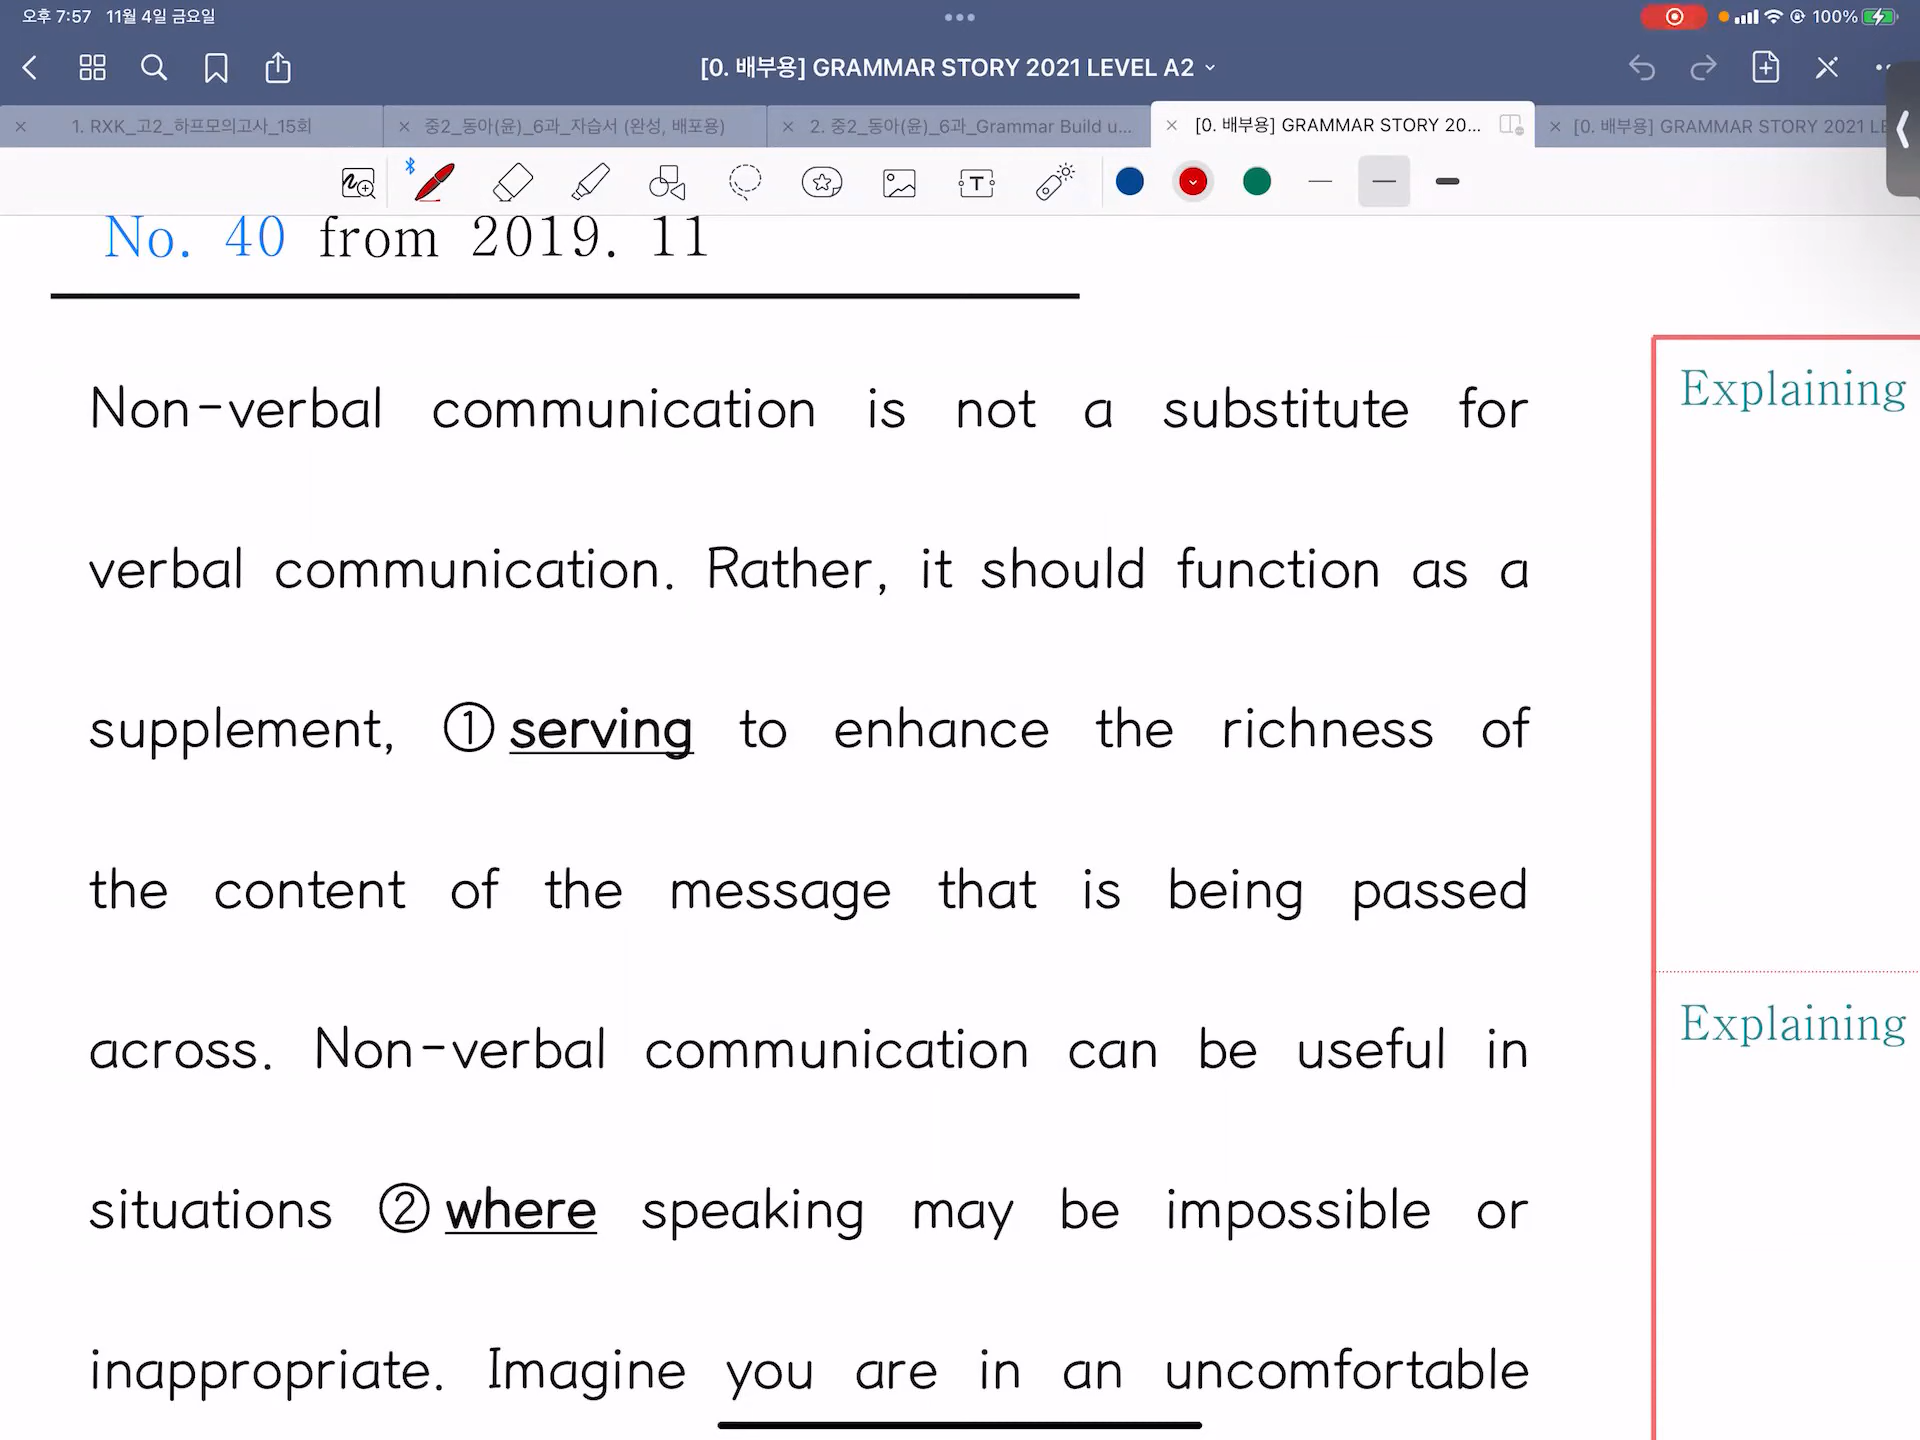 오후 7:57 11월 4일 금요일
100%
[0. 배부용] GRAMMAR STORY 2021 LEVEL A2
1. RXK_고2_하프모의고사_15회
중2_동아(윤)_6과_자습서 (완성, 배포용)
2. 중2_동아(윤)_6과_Grammar Build u...
[0. 배부용] GRAMMAR STORY 20...
[0. 배부용] GRAMMAR STORY 2021 LE
No. 40 from 2019. 11
Non-verbal communication is not a substitute for
verbal communication. Rather, it should function as a
supplement, ① serving to enhance the richness of
the content of the message that is being passed
across. Non-verbal communication can be useful in
situations ② where speaking may be impossible or
inappropriate. Imagine you are in an uncomfortable
Explaining
Explaining